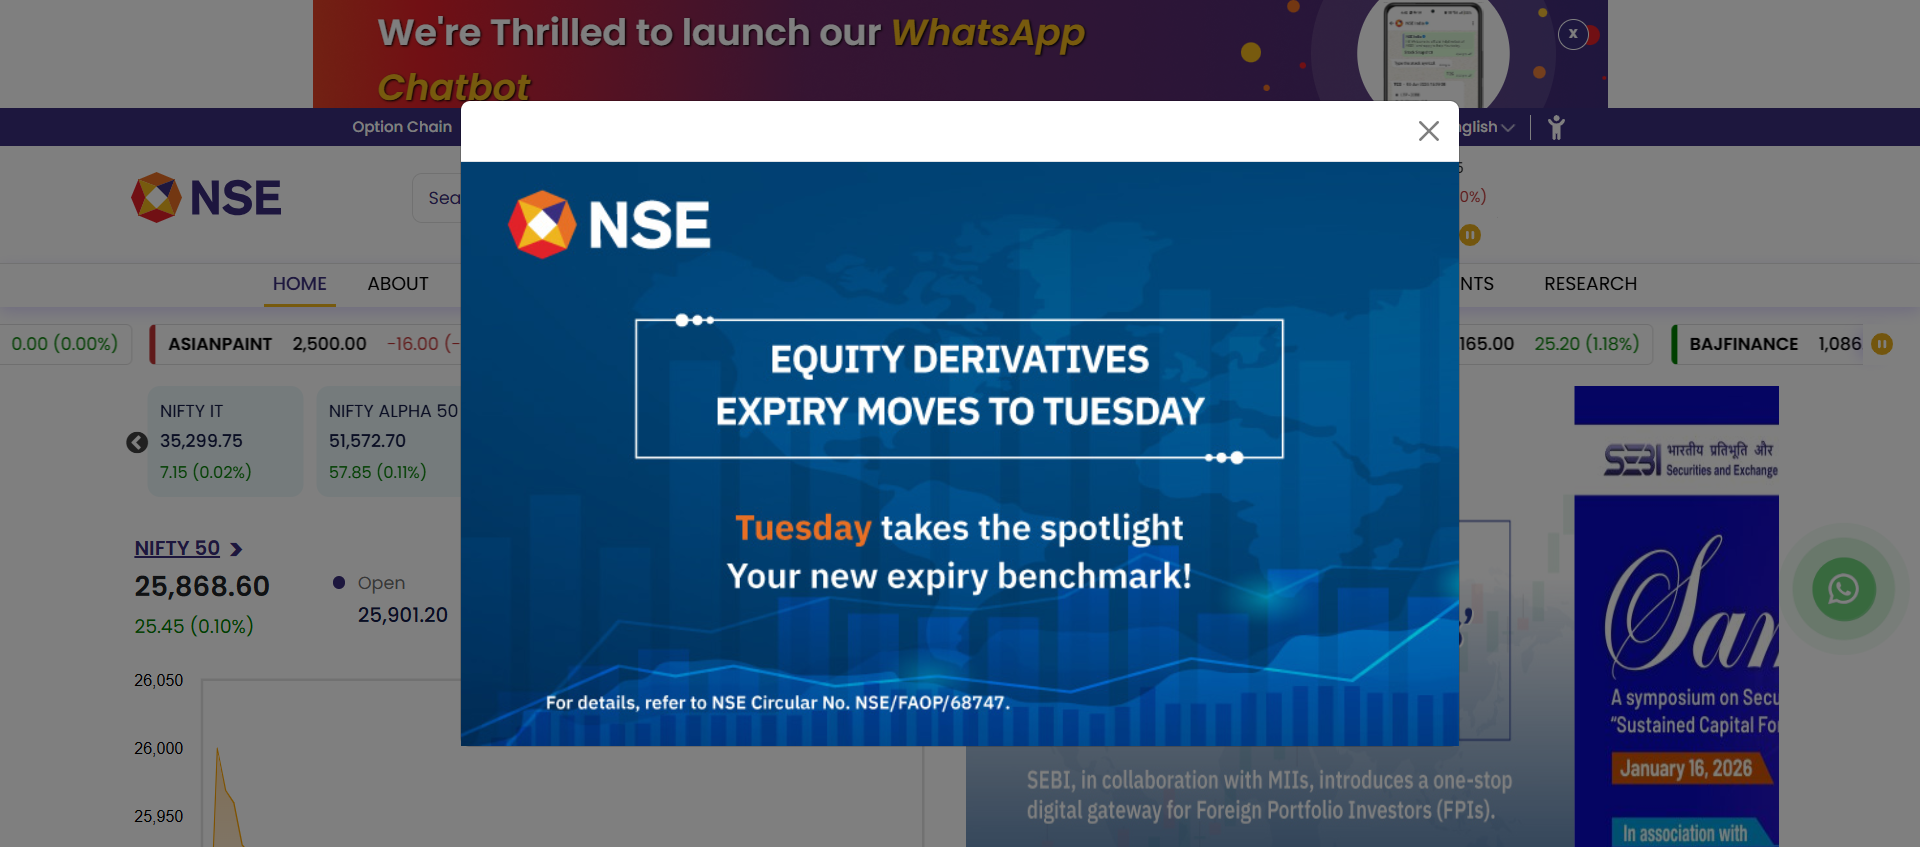 We're Thrilled to launch our WhatsApp
Chatbot
x
Option Chain
nglish
NSE
Sea
5
0%)
HOME
ABOUT
NTS
RESEARCH
0.00 (0.00%)
ASIANPAINT 2,500.00 -16.00 (-
165.00 25.20 (1.18%)
BAJFINANCE 1,086
NIFTY IT
35,299.75
7.15 (0.02%)
NIFTY ALPHA 50
51,572.70
57.85 (0.11%)
NIFTY 50
25,868.60
25.45 (0.10%)
Open
25,901.20
26,050
26,000
25,950
NSE
EQUITY DERIVATIVES
EXPIRY MOVES TO TUESDAY
Tuesday takes the spotlight
Your new expiry benchmark!
For details, refer to NSE Circular No. NSE/FAOP/68747.
SEBI, in collaboration with MIIs, introduces a one-stop
digital gateway for Foreign Portfolio Investors (FPIs).
SEBI
भारतीय प्रतिभूति और
Securities and Exchange
Sam
A symposium on Secu
“Sustained Capital For
January 16, 2026
In association with